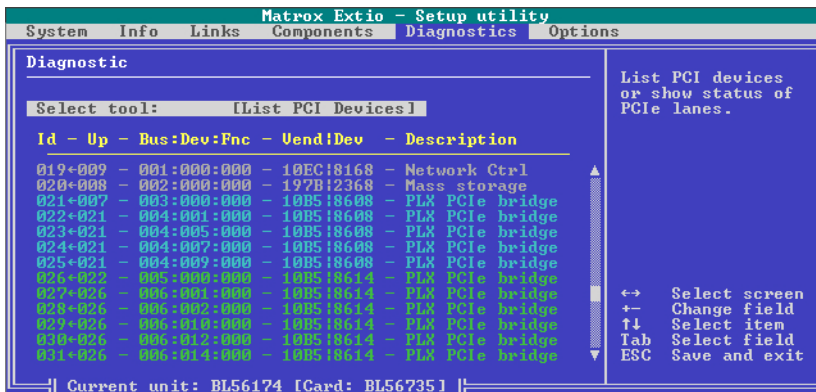 Matrox Extio - Setup utility
System Info Links Components Diagnostics Options
Diagnostic
Select tool: [List PCI Devices]
Id - Up - Bus:Dev:Fnc - Vend¦Dev - Description
019←009 - 001:000:000 - 10EC¦8168 - Network Ctrl
020←008 - 002:000:000 - 197B¦2368 - Mass storage
021←007 - 003:000:000 - 10B5¦8608 - PLX PCIe bridge
022←021 - 004:001:000 - 10B5¦8608 - PLX PCIe bridge
023←021 - 004:005:000 - 10B5¦8608 - PLX PCIe bridge
024←021 - 004:007:000 - 10B5¦8608 - PLX PCIe bridge
025←021 - 004:009:000 - 10B5¦8608 - PLX PCIe bridge
026←022 - 005:000:000 - 10B5¦8614 - PLX PCIe bridge
027←026 - 006:001:000 - 10B5¦8614 - PLX PCIe bridge
028←026 - 006:002:000 - 10B5¦8614 - PLX PCIe bridge
029←026 - 006:010:000 - 10B5¦8614 - PLX PCIe bridge
030←026 - 006:012:000 - 10B5¦8614 - PLX PCIe bridge
031←026 - 006:014:000 - 10B5¦8614 - PLX PCIe bridge
Current unit: BL56174 [Card: BL56735]
List PCI devices
or show status of
PCIe lanes.
↔ Select screen
+- Change field
↑↓ Select item
Tab Select field
ESC Save and exit